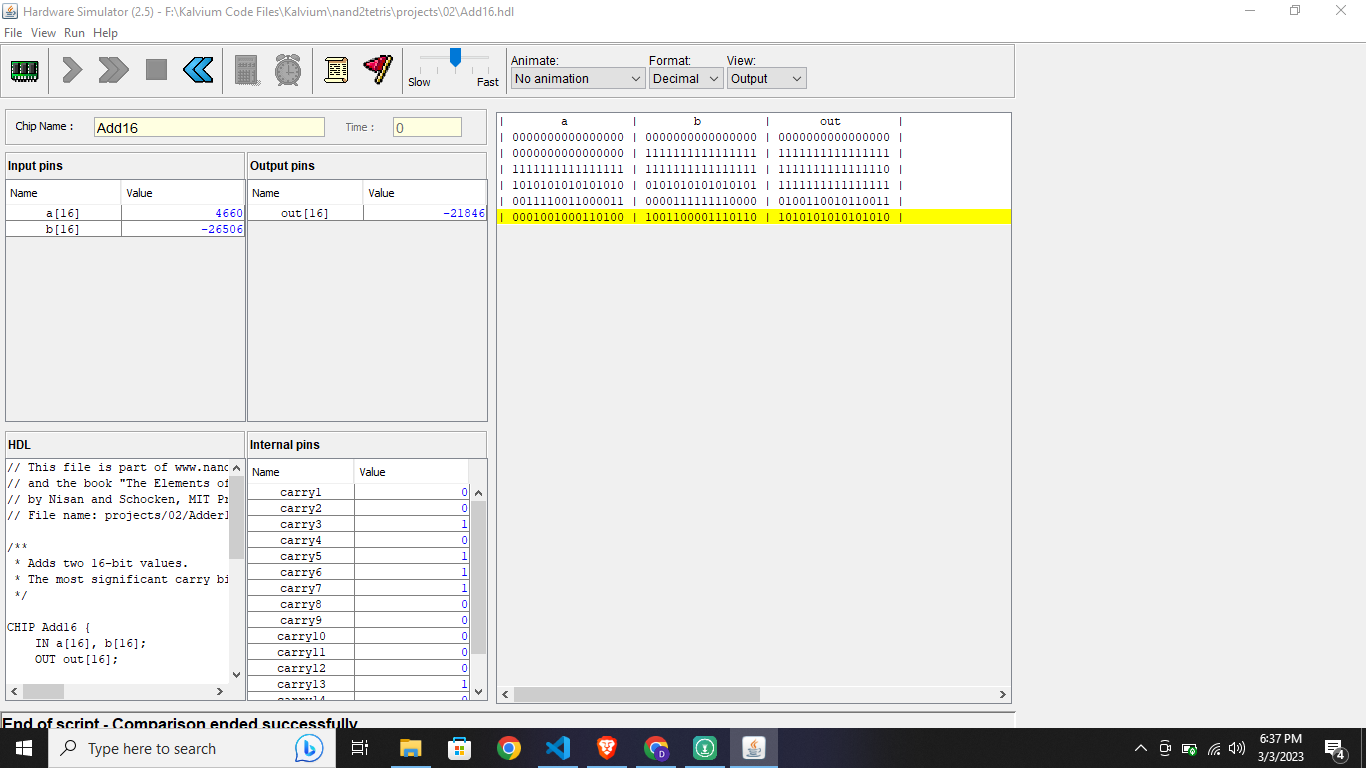 Hardware Simulator (2.5) - F:\Kalvium Code Files\Kalvium\nand2tetris\projects\02\Add16.hdl
File View Run Help
Slow Fast
Animate: Format: View:
No animation Decimal Output
Chip Name : Add16 Time : 0
Input pins
Name Value
a[16] 4660
b[16] -26506
Output pins
Name Value
out[16] -21846
HDL
// This file is part of www.nand
// and the book "The Elements of
// by Nisan and Schocken, MIT Pr
// File name: projects/02/Adder1
/**
* Adds two 16-bit values.
* The most significant carry bi
*/
CHIP Add16 {
IN a[16], b[16];
OUT out[16];
Internal pins
Name Value
carry1 0
carry2 0
carry3 1
carry4 0
carry5 1
carry6 1
carry7 1
carry8 0
carry9 0
carry10 0
carry11 0
carry12 0
carry13 1
carry14 0
| a | b | out |
| 0000000000000000 | 0000000000000000 | 0000000000000000 |
| 0000000000000000 | 1111111111111111 | 1111111111111111 |
| 1111111111111111 | 1111111111111111 | 1111111111111110 |
| 1010101010101010 | 0101010101010101 | 1111111111111111 |
| 0011110011000011 | 0000111111110000 | 0100110010110011 |
| 0001001000110100 | 1001100001110110 | 1010101010101010 |
End of script - Comparison ended successfully
Type here to search
D
6:37 PM
3/3/2023
4